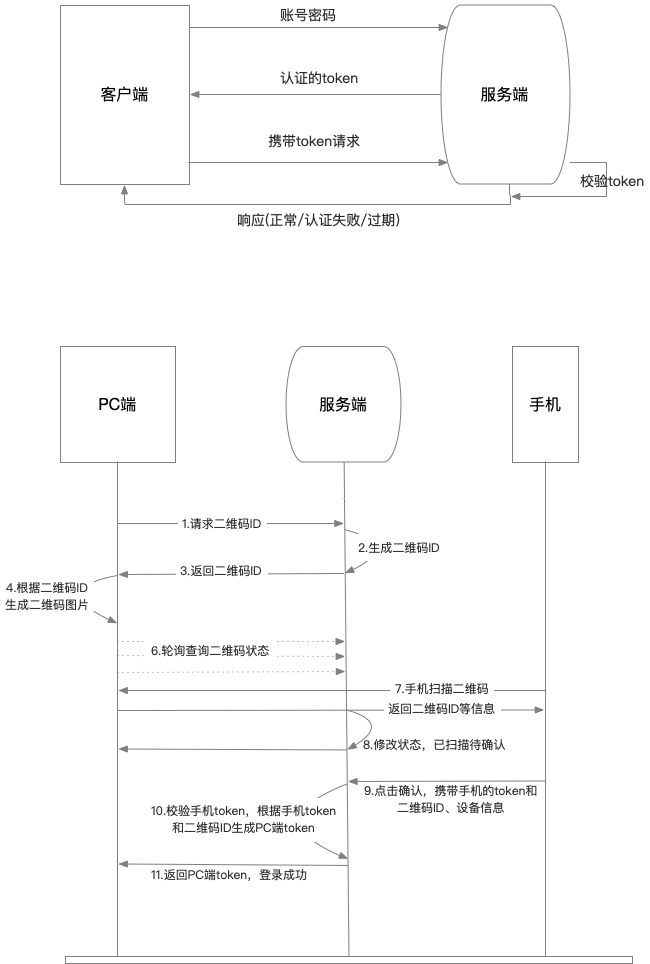 账号密码
客户端
服务端
认证的token
携带token请求
校验token
响应(正常/认证失败/过期)
PC端
服务端
手机
1.请求二维码ID
2.生成二维码ID
3.返回二维码ID
4.根据二维码ID
生成二维码图片
6.轮询查询二维码状态
7.手机扫描二维码
返回二维码ID等信息
8.修改状态，已扫描待确认
9.点击确认，携带手机的token和
二维码ID、设备信息
10.校验手机token，根据手机token
和二维码ID生成PC端token
11.返回PC端token，登录成功